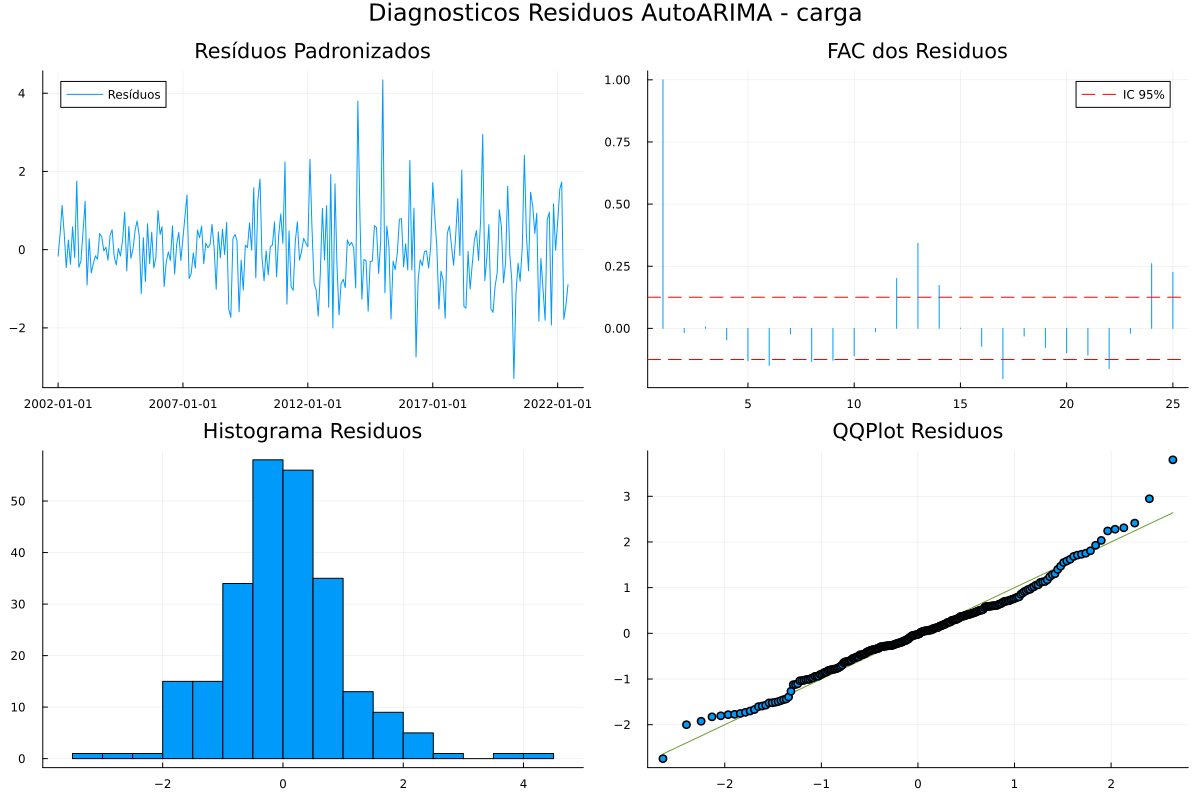 Diagnosticos Residuos AutoARIMA - carga
Resíduos Padronizados
Resíduos
4
2
0
−2
2002-01-01 2007-01-01 2012-01-01 2017-01-01 2022-01-01
FAC dos Residuos
IC 95%
1.00
0.75
0.50
0.25
0.00
5 10 15 20 25
Histograma Residuos
50
40
30
20
10
0
−2 0 2 4
QQPlot Residuos
3
2
1
0
−1
−2
−2 −1 0 1 2